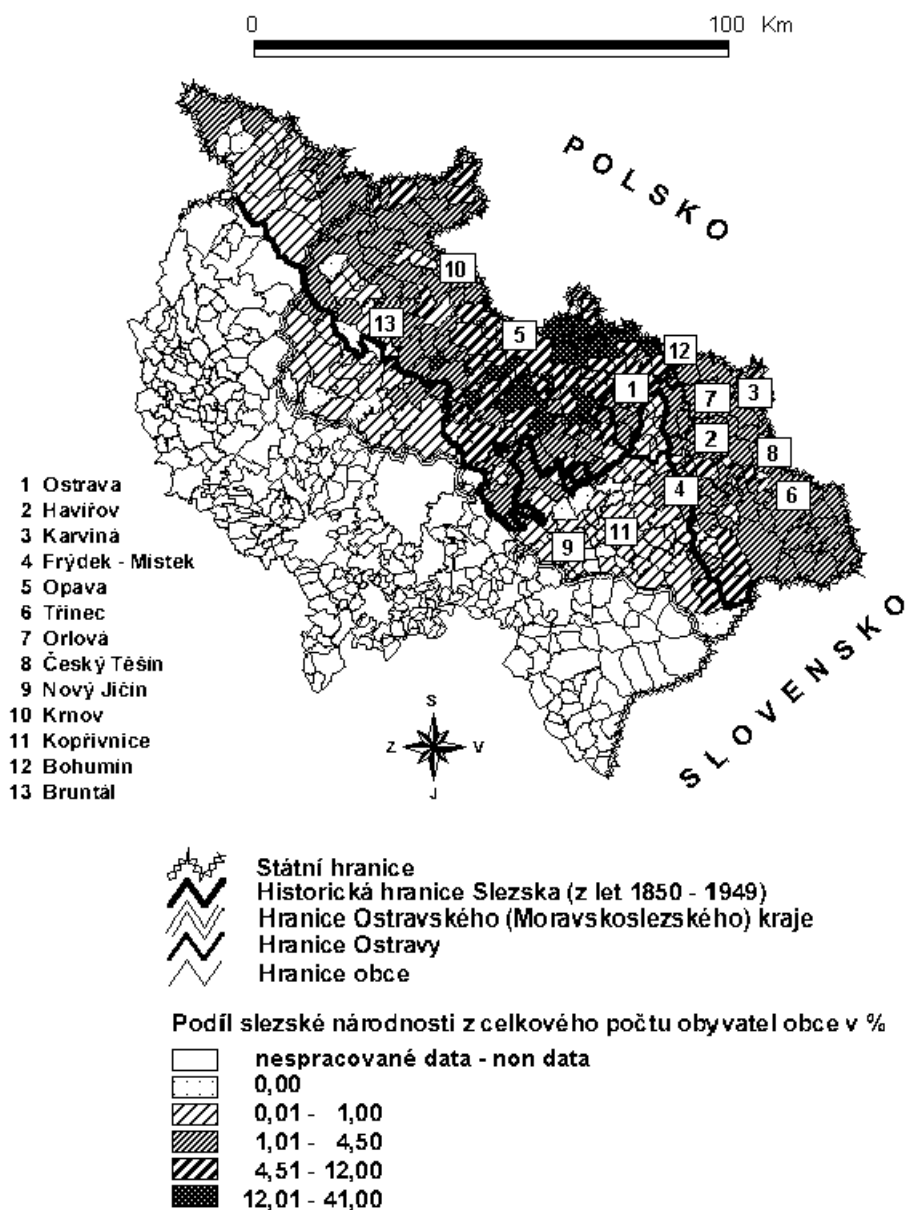 0 100 Km
POLSKO
10
13
5
12
1
7
3
2
8
4
6
9
11
1 Ostrava
2 Havířov
3 Karviná
4 Frýdek - Místek
5 Opava
6 Třinec
7 Orlová
8 Český Těšín
9 Nový Jičín
10 Krnov
11 Kopřivnice
12 Bohumín
13 Bruntál
SLOVENSKO
S
Z V
J
Státní hranice
Historická hranice Slezska (z let 1850 - 1949)
Hranice Ostravského (Moravskoslezského) kraje
Hranice Ostravy
Hranice obce
Podíl slezské národnosti z celkového počtu obyvatel obce v %
nespracované data - non data
0,00
0,01 - 1,00
1,01 - 4,50
4,51 - 12,00
12,01 - 41,00